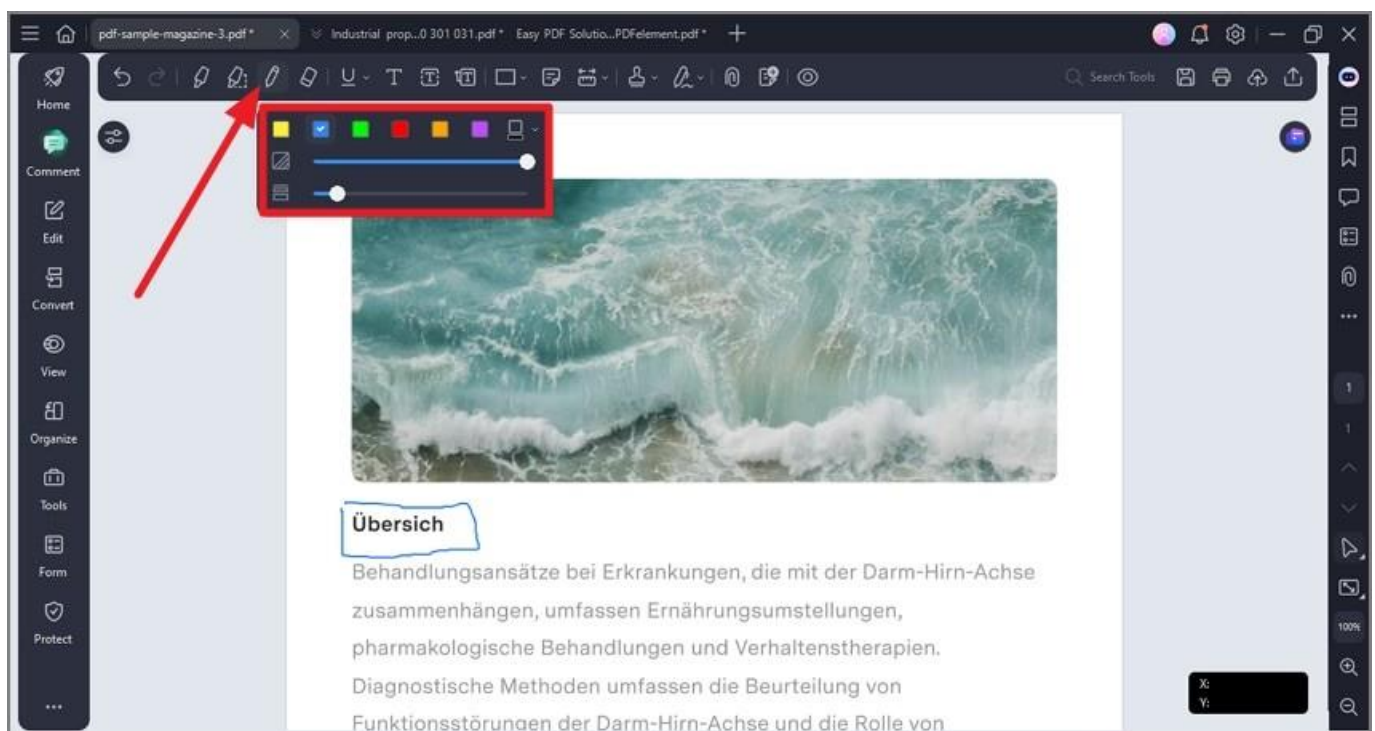 pdf-sample-magazine-3.pdf *
Industrial prop...0 301 031.pdf *
Easy PDF Solutio...PDFelement.pdf *
Search Tools
Home
Comment
Edit
Convert
View
Organize
Tools
Form
Protect
Übersich
Behandlungsansätze bei Erkrankungen, die mit der Darm-Hirn-Achse
zusammenhängen, umfassen Ernährungsumstellungen,
pharmakologische Behandlungen und Verhaltenstherapien.
Diagnostische Methoden umfassen die Beurteilung von
Funktionsstörungen der Darm-Hirn-Achse und die Rolle von
1
1
100%
X:
Y: